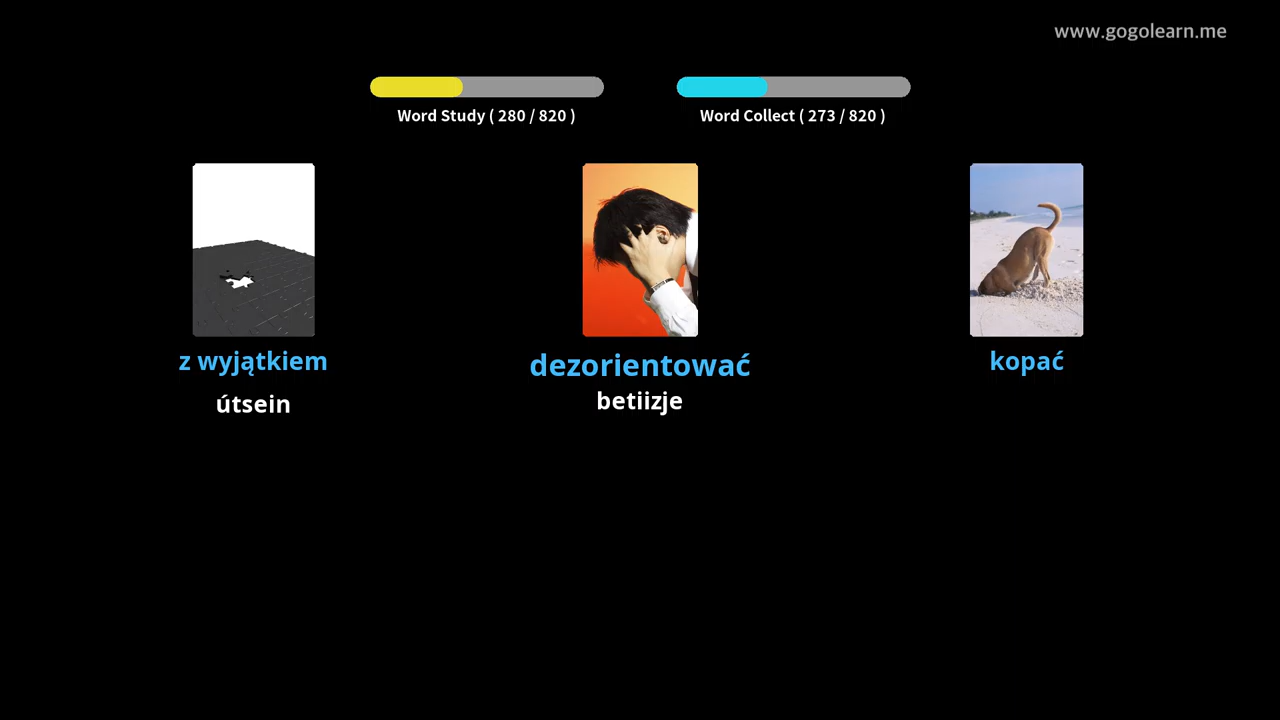 www.gogolearn.me
Word Study ( 280 / 820 )
Word Collect ( 273 / 820 )
z wyjątkiem
útsein
dezorientować
betiizje
kopać